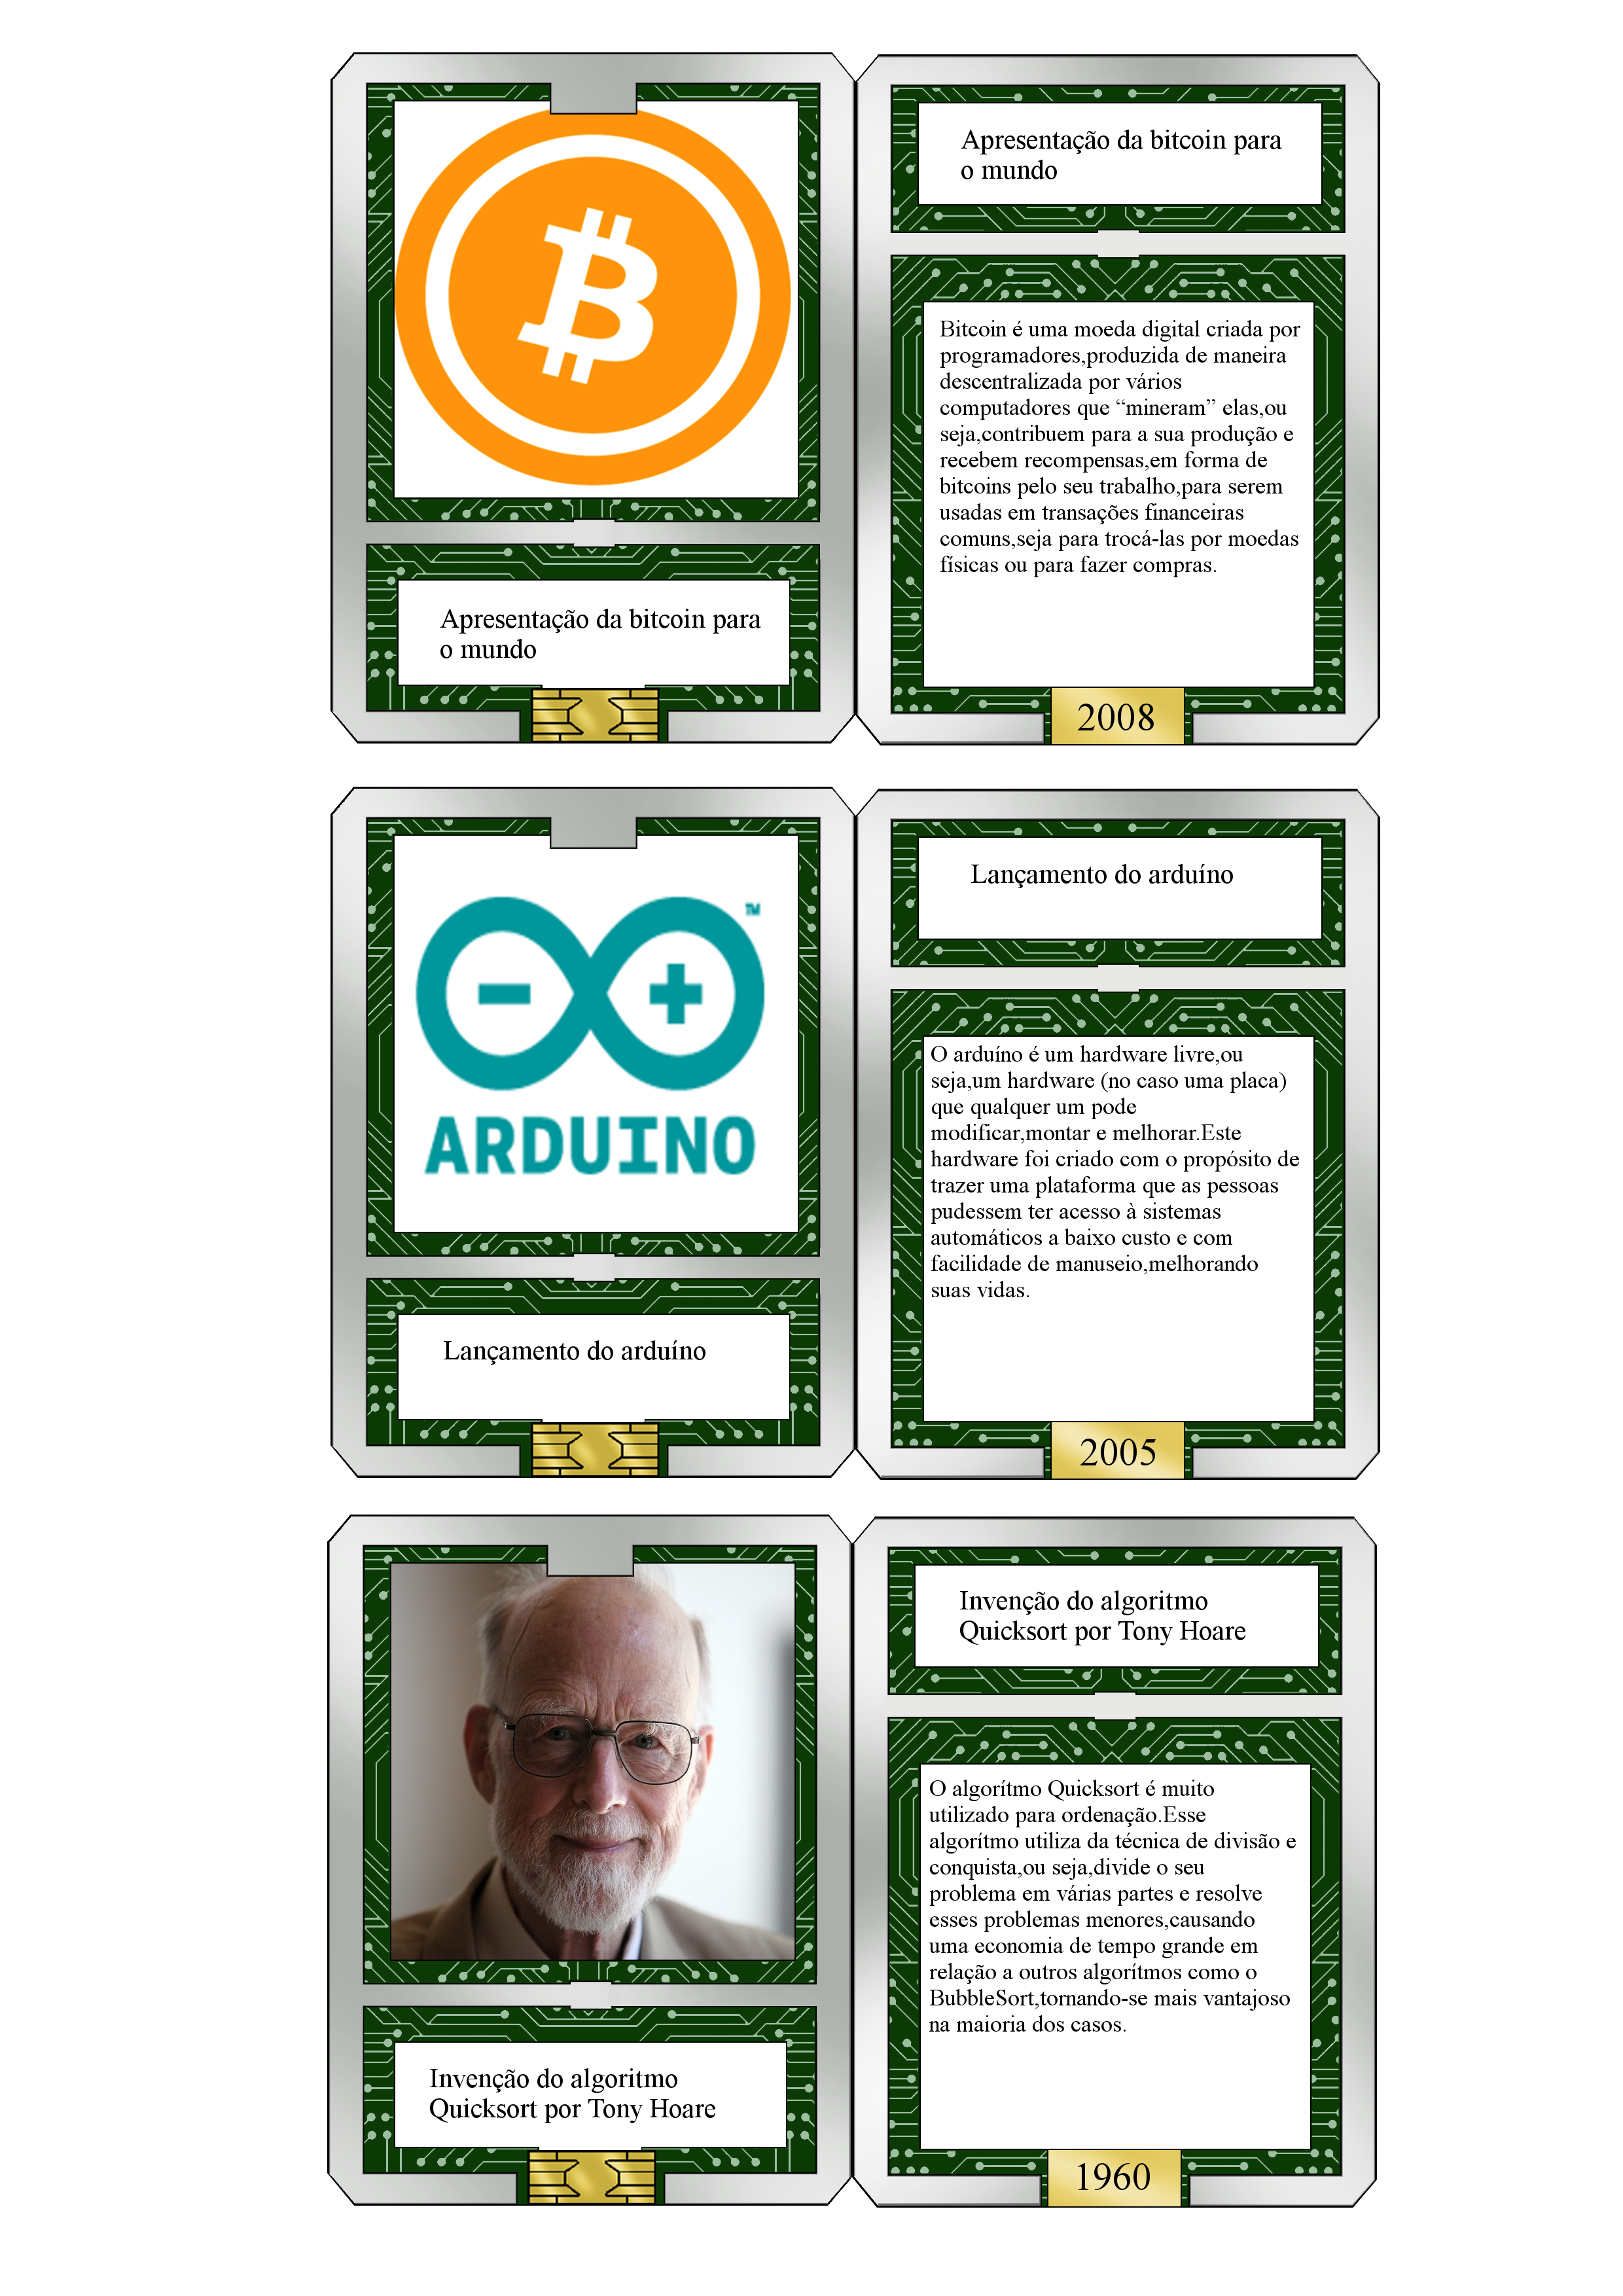 Apresentação da bitcoin para
o mundo
Apresentação da bitcoin para
o mundo
Bitcoin é uma moeda digital criada por
programadores,produzida de maneira
descentralizada por vários
computadores que “mineram” elas,ou
seja,contribuem para a sua produção e
recebem recompensas,em forma de
bitcoins pelo seu trabalho,para serem
usadas em transações financeiras
comuns,seja para trocá-las por moedas
físicas ou para fazer compras.
2008
TM
ARDUINO
Lançamento do arduíno
Lançamento do arduíno
O arduíno é um hardware livre,ou
seja,um hardware (no caso uma placa)
que qualquer um pode
modificar,montar e melhorar.Este
hardware foi criado com o propósito de
trazer uma plataforma que as pessoas
pudessem ter acesso à sistemas
automáticos a baixo custo e com
facilidade de manuseio,melhorando
suas vidas.
2005
Invenção do algoritmo
Quicksort por Tony Hoare
Invenção do algoritmo
Quicksort por Tony Hoare
O algorítmo Quicksort é muito
utilizado para ordenação.Esse
algorítmo utiliza da técnica de divisão e
conquista,ou seja,divide o seu
problema em várias partes e resolve
esses problemas menores,causando
uma economia de tempo grande em
relação a outros algorítmos como o
BubbleSort,tornando-se mais vantajoso
na maioria dos casos.
1960